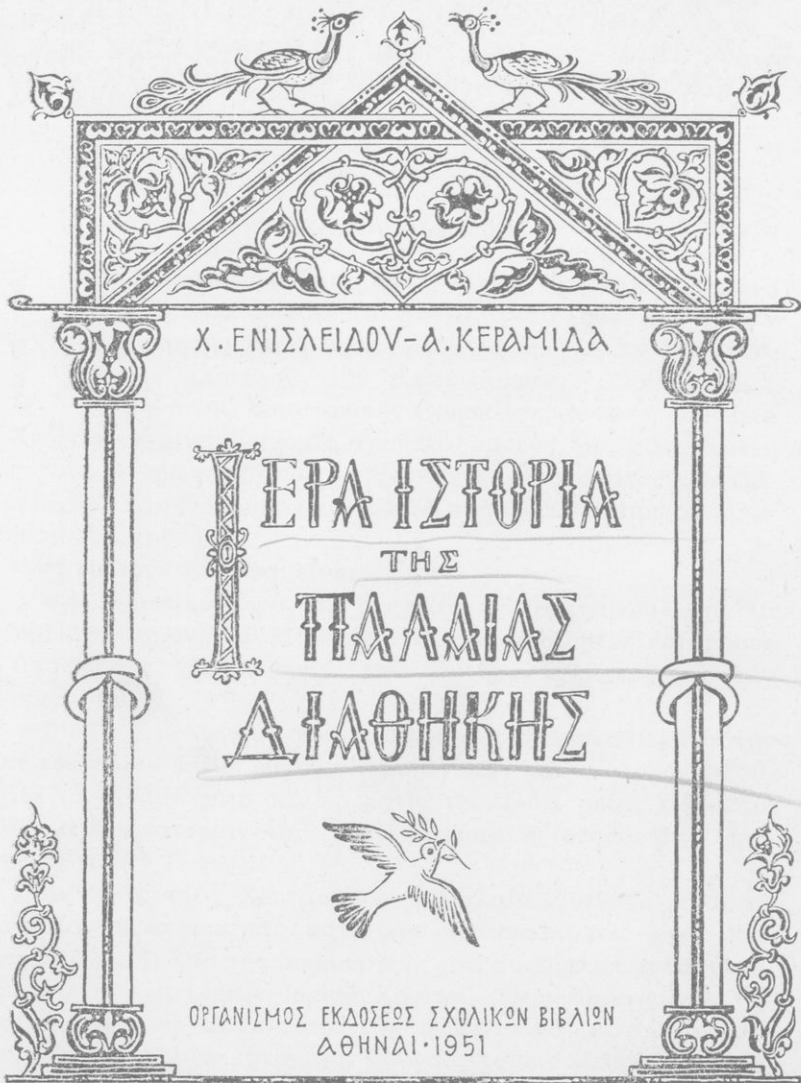 Χ. ΕΝΙΣΛΕΙΔΟΥ-Α. ΚΕΡΑΜΙΔΑ
ΙΕΡΑ ΙΣΤΟΡΙΑ
ΤΗΣ
ΠΑΛΑΙΑΣ
ΔΙΑΘΗΚΗΣ
ΟΡΓΑΝΙΣΜΟΣ ΕΚΔΟΣΕΩΣ ΣΧΟΛΙΚΩΝ ΒΙΒΛΙΩΝ
ΑΘΗΝΑΙ·1951